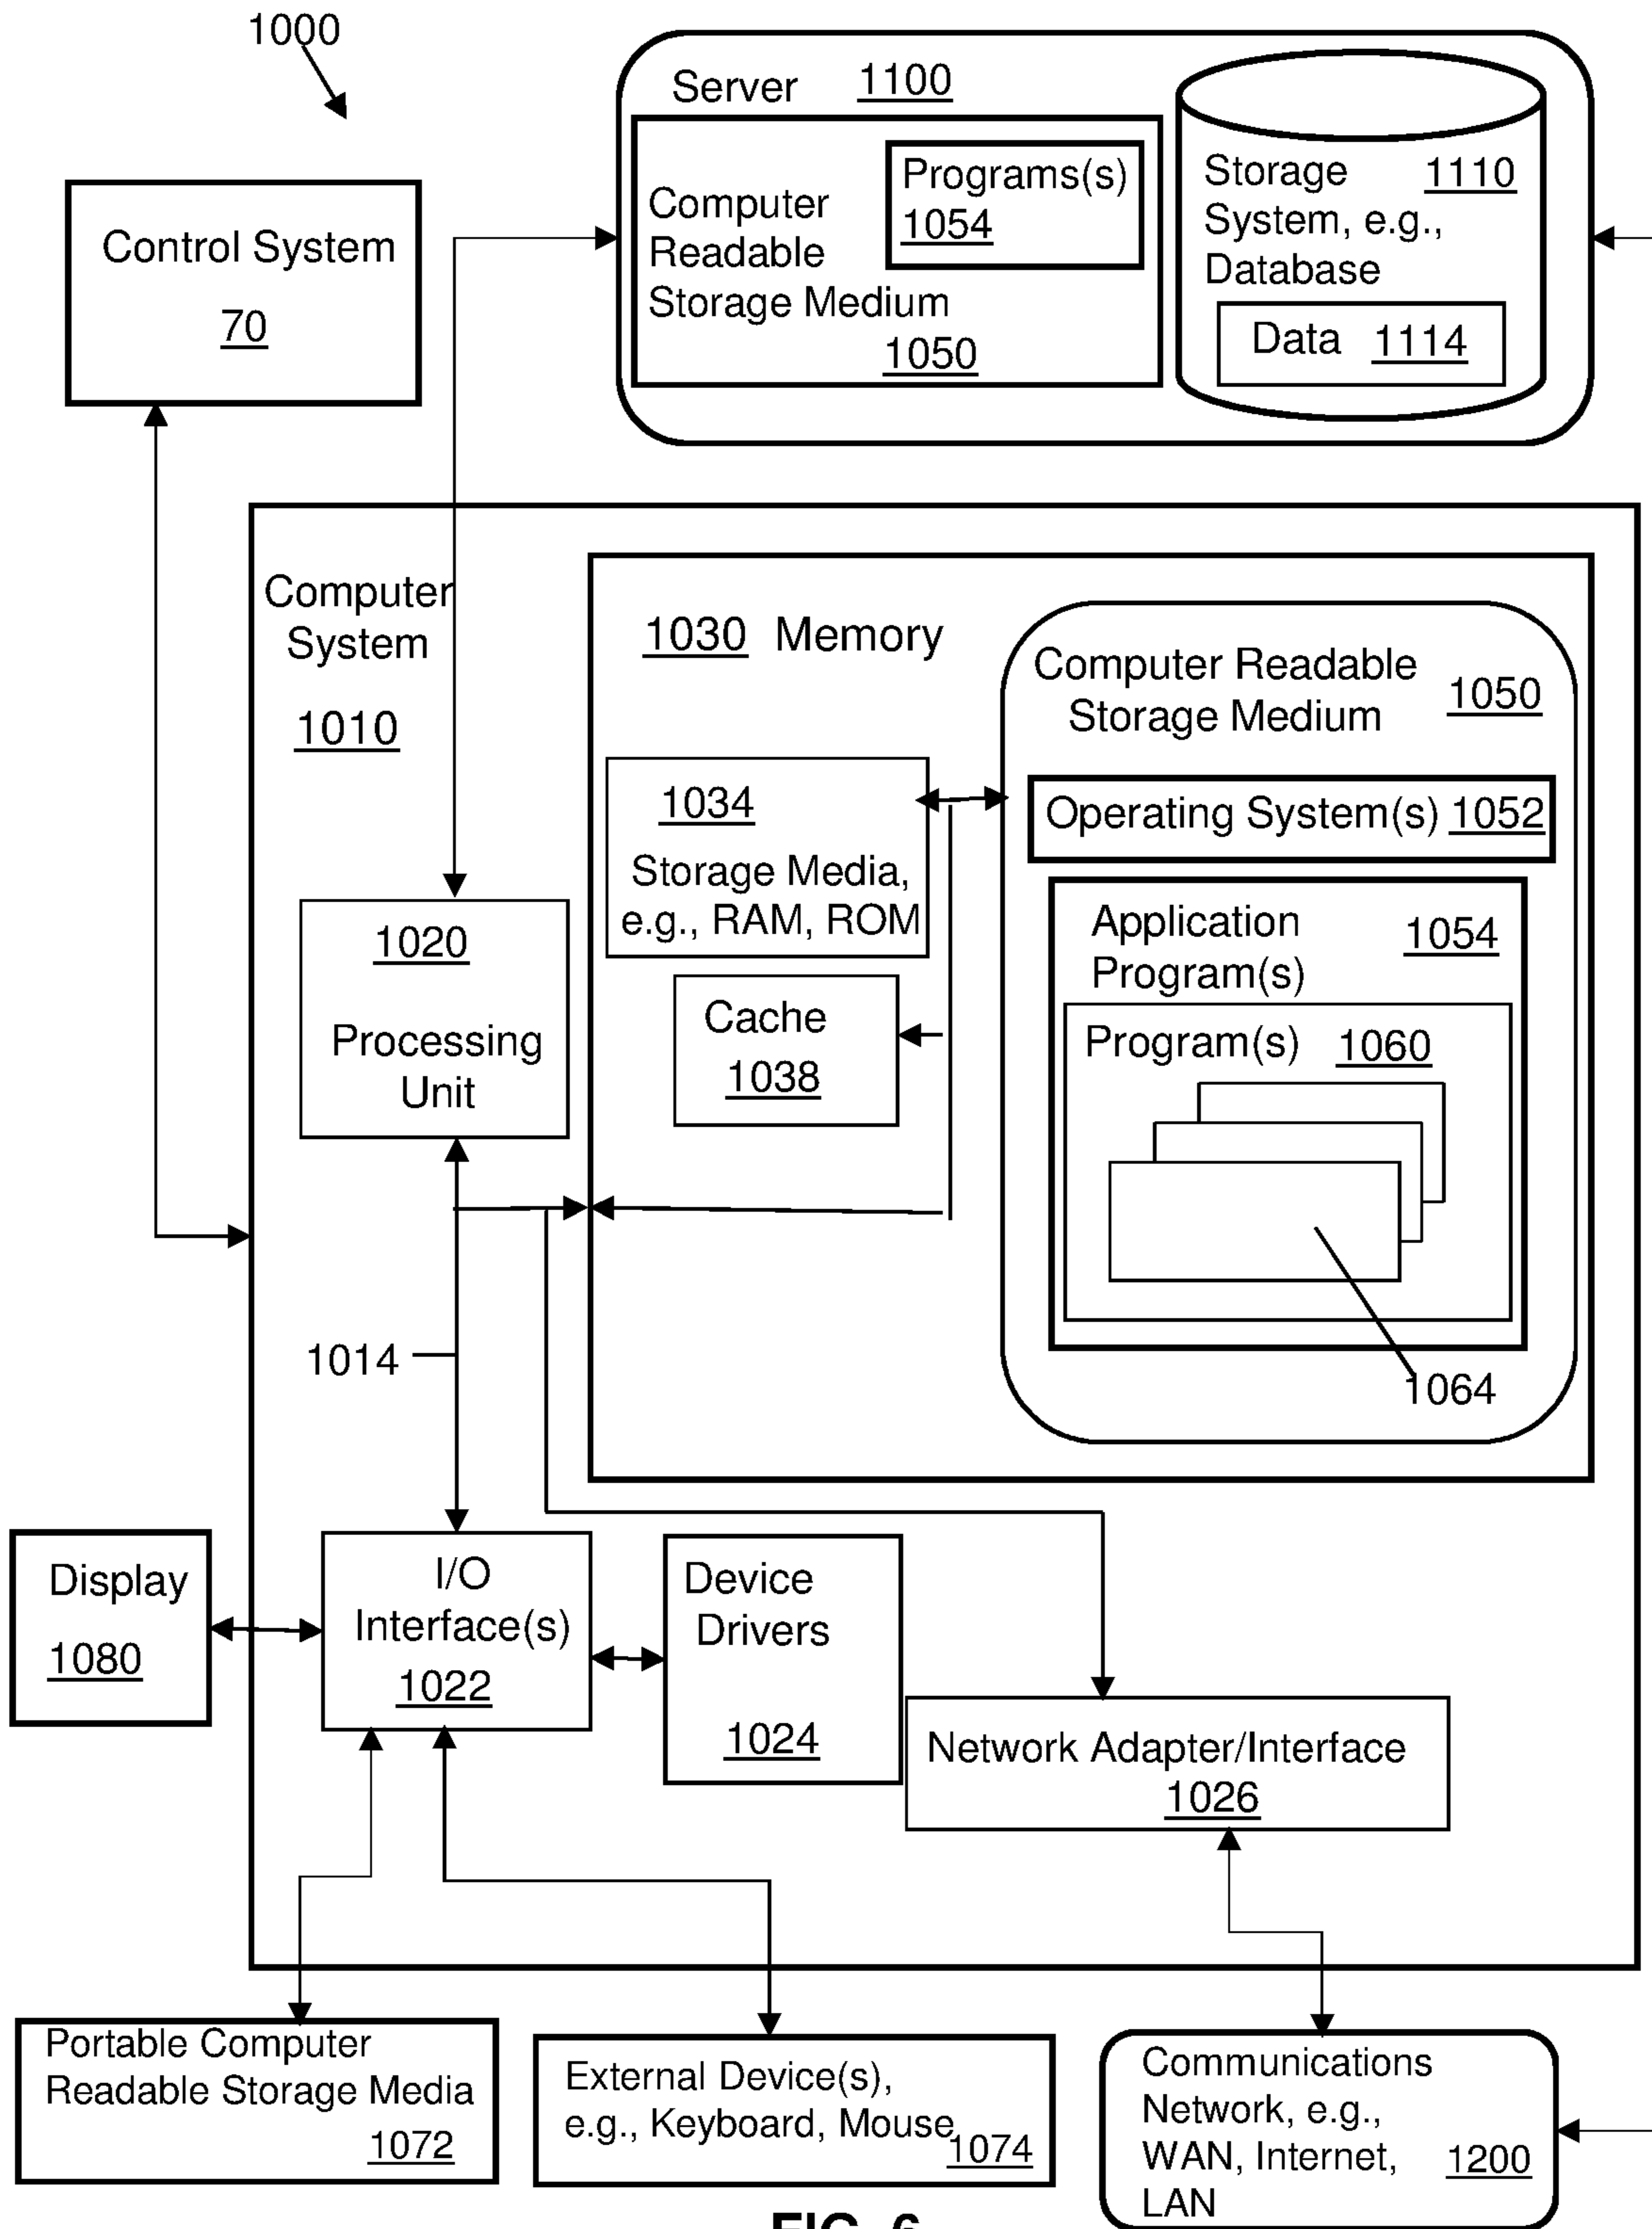 1000
Server 1100
Computer
Readable
Storage Medium
1050
Programs(s)
1054
Storage 1110
System, e.g.,
Database
Data 1114
Control System
70
Computer
System
1010
1030 Memory
Computer Readable
Storage Medium
1050
1034
Storage Media,
e.g., RAM, ROM
Operating System(s) 1052
Cache
1038
Application
Program(s)
1054
Program(s) 1060
1064
1020
Processing
Unit
1014
Display
1080
I/O
Interface(s)
1022
Device
Drivers
1024
Network Adapter/Interface
1026
Portable Computer
Readable Storage Media
1072
External Device(s),
e.g., Keyboard, Mouse
1074
Communications
Network, e.g.,
WAN, Internet,
LAN
1200
FIG. 6